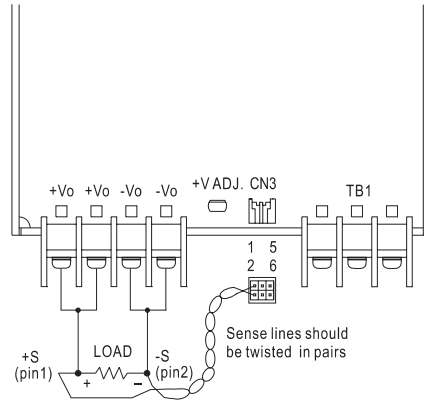 +Vo +Vo -Vo -Vo +V ADJ. CN3 TB1
1 5
2 6
Sense lines should
be twisted in pairs
+S
(pin1)
LOAD
-S
(pin2)
+ −